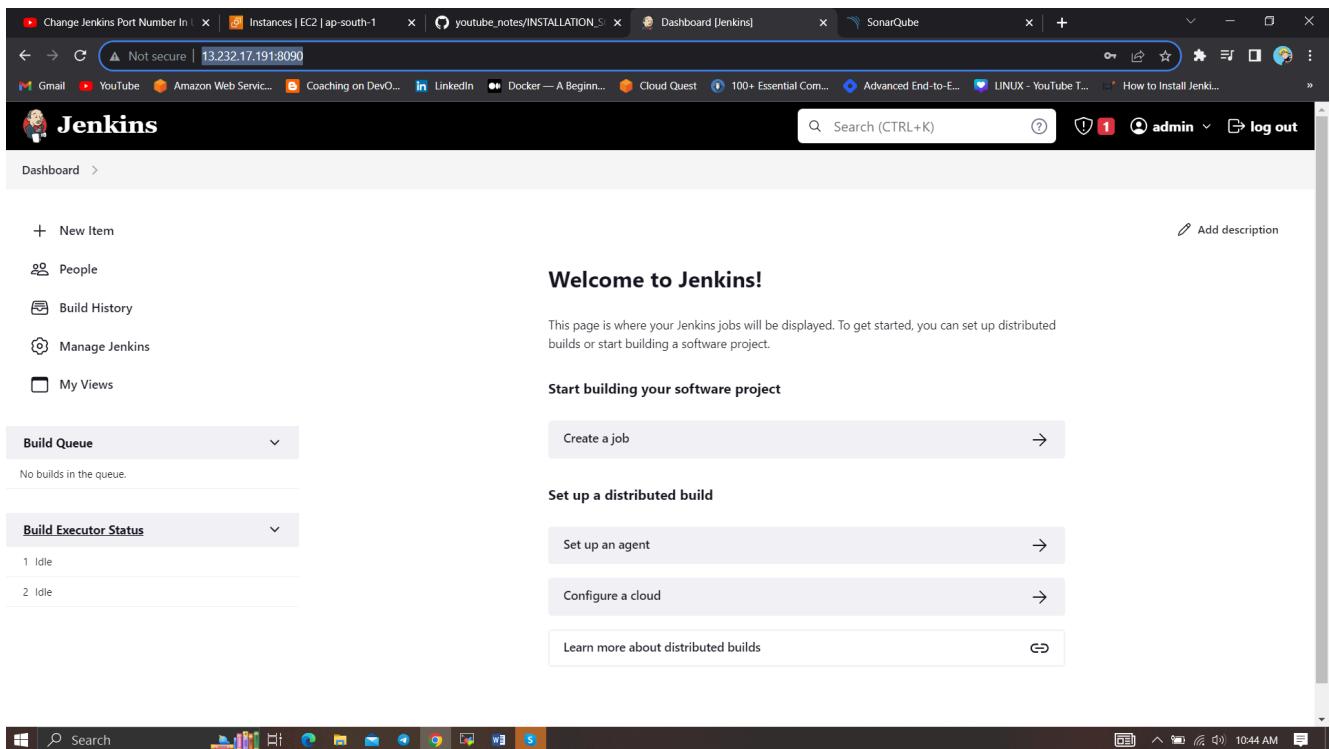 Change Jenkins Port Number In U
Instances | EC2 | ap-south-1
youtube_notes/INSTALLATION_S
Dashboard [Jenkins]
SonarQube
Not secure | 13.232.17.191:8090
Gmail
YouTube
Amazon Web Servic...
Coaching on DevO...
LinkedIn
Docker — A Beginn...
Cloud Quest
100+ Essential Com...
Advanced End-to-E...
LINUX - YouTube T...
How to Install Jenki...
»
Jenkins
Search (CTRL+K)
1
admin
log out
Dashboard
New Item
Add description
People
Build History
Manage Jenkins
My Views
Welcome to Jenkins!
This page is where your Jenkins jobs will be displayed. To get started, you can set up distributed
builds or start building a software project.
Start building your software project
Create a job
Build Queue
No builds in the queue.
Set up a distributed build
Build Executor Status
1 Idle
2 Idle
Set up an agent
Configure a cloud
Learn more about distributed builds
Search
10:44 AM